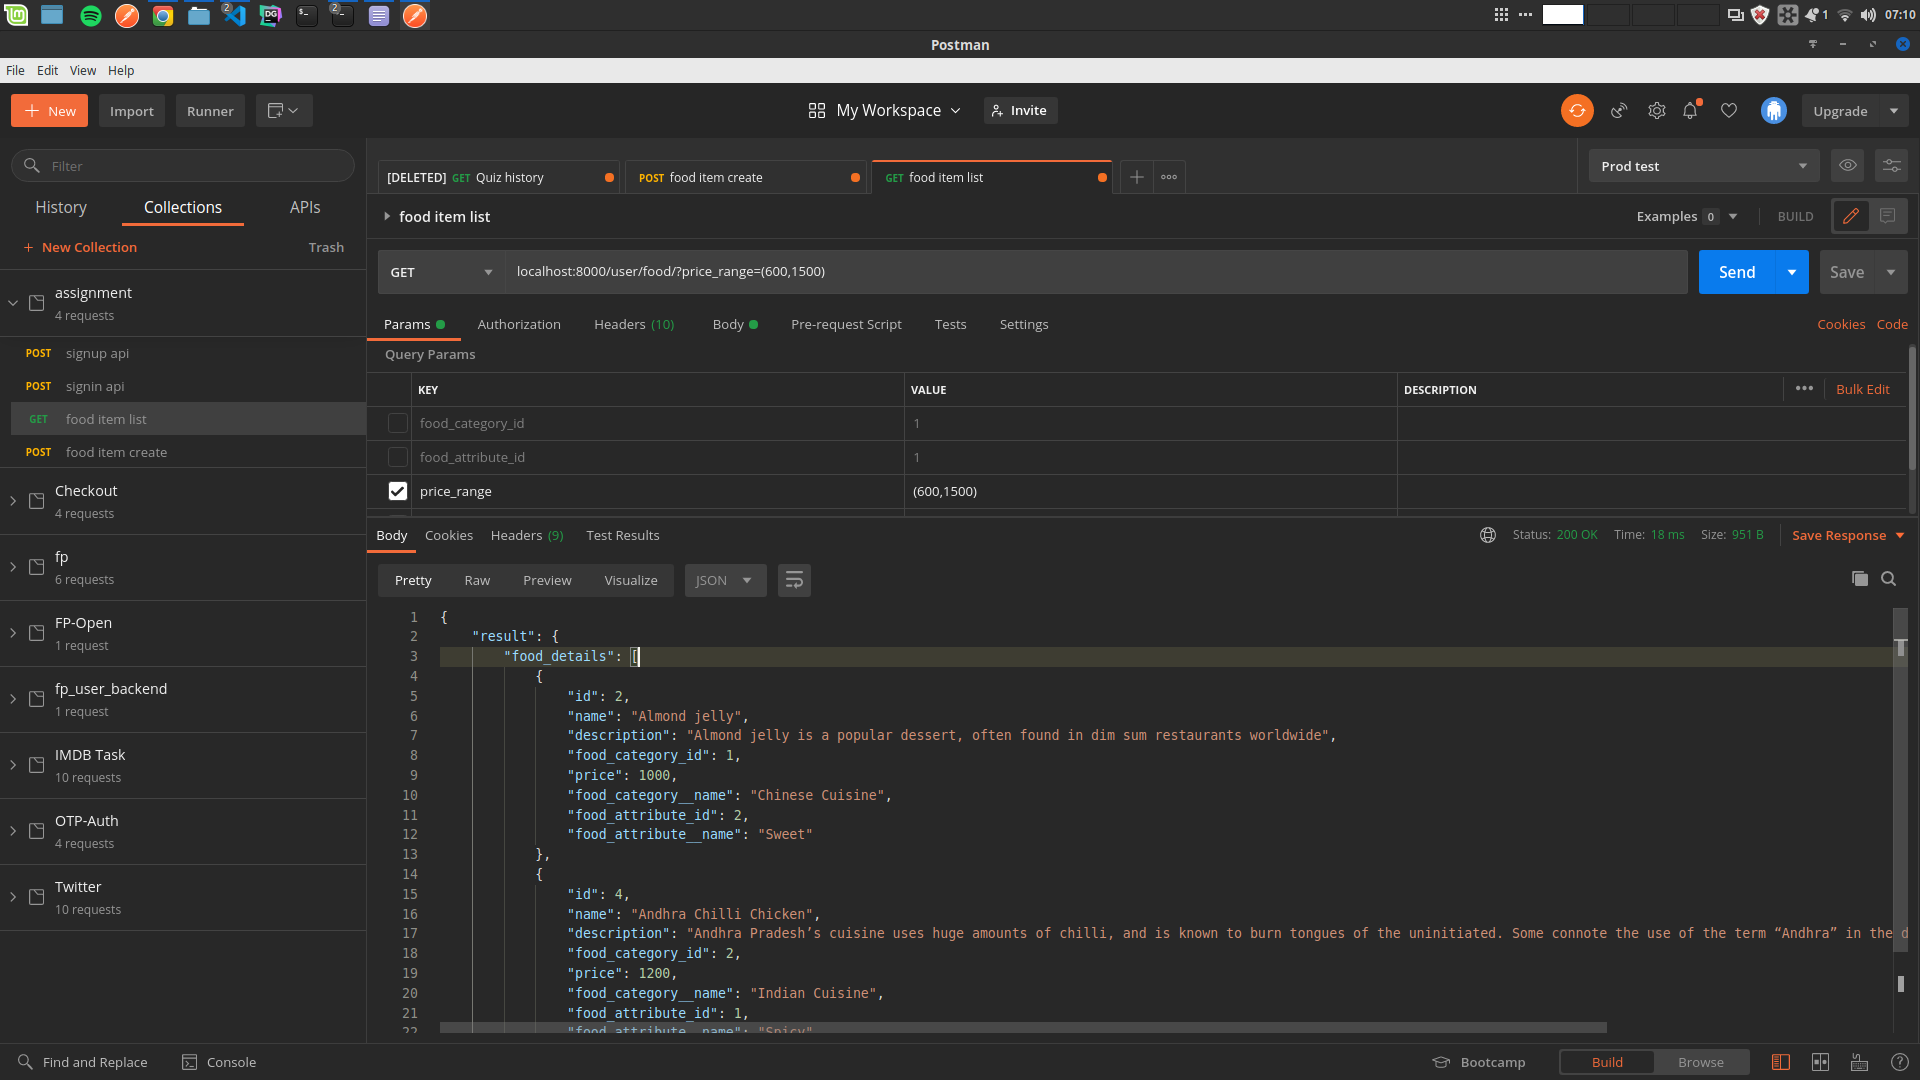 2
2
1
07:10
Postman
File Edit View Help
New Import Runner
My Workspace Invite
Upgrade
Filter
[DELETED] GET Quiz history
POST food item create
GET food item list
Prod test
History Collections APIs
food item list
Examples 0 BUILD
+ New Collection Trash
GET localhost:8000/user/food/?price_range=(600,1500)
Send Save
assignment
4 requests
Params Authorization Headers (10) Body Pre-request Script Tests Settings Cookies Code
POST signup api
POST signin api
GET food item list
POST food item create
Query Params
KEY VALUE DESCRIPTION ••• Bulk Edit
food_category_id 1
food_attribute_id 1
price_range (600,1500)
Checkout
4 requests
fp
6 requests
FP-Open
1 request
fp_user_backend
1 request
IMDB Task
10 requests
OTP-Auth
4 requests
Twitter
10 requests
Body Cookies Headers (9) Test Results
Status: 200 OK Time: 18 ms Size: 951 B Save Response
Pretty Raw Preview Visualize JSON
1 {
2 "result": {
3 "food_details": [
4 {
5 "id": 2,
6 "name": "Almond jelly",
7 "description": "Almond jelly is a popular dessert, often found in dim sum restaurants worldwide",
8 "food_category_id": 1,
9 "price": 1000,
10 "food_category__name": "Chinese Cuisine",
11 "food_attribute_id": 2,
12 "food_attribute__name": "Sweet"
13 },
14 {
15 "id": 4,
16 "name": "Andhra Chilli Chicken",
17 "description": "Andhra Pradesh’s cuisine uses huge amounts of chilli, and is known to burn tongues of the uninitiated. Some connote the use of the term “Andhra” in the d
18 "food_category_id": 2,
19 "price": 1200,
20 "food_category__name": "Indian Cuisine",
21 "food_attribute_id": 1,
22 "food_attribute__name": "Spicy"
Find and Replace Console
Bootcamp Build Browse